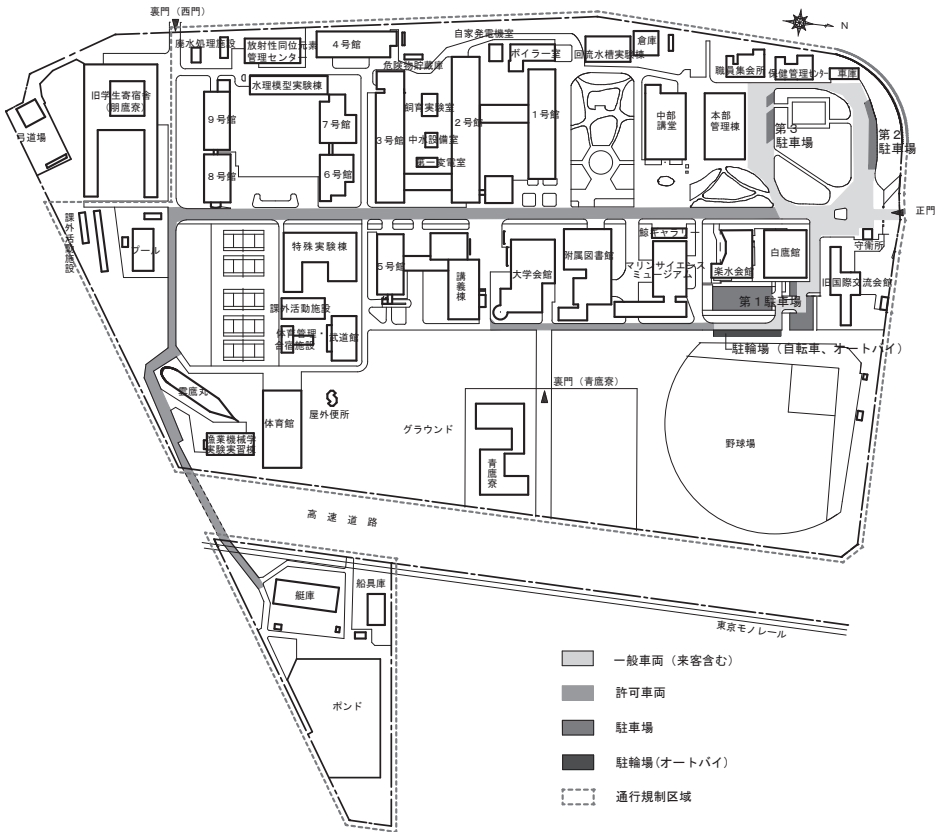 裏門（西門）
N
廃水処理施設
放射性同位元素
管理センター
４号館
自家発電機室
ボイラー室
回流水槽実験棟
倉庫
危険物貯蔵庫
職員集会所
保健管理センター
車庫
旧学生寄宿舎
（朋鷹寮）
弓道場
水理模型実験棟
９号館
７号館
３号館
飼育実験室
２号館
１号館
中水設備室
第一変電室
中部
講堂
本部
管理棟
第３
駐車場
第２
駐車場
８号館
６号館
正門
課外活動施設
プール
特殊実験棟
５号館
講義棟
大学会館
附属図書館
鯨ギャラリー
マリンサイエンス
ミュージアム
楽水会館
白鷹館
守衛所
旧国際交流会館
第１駐車場
課外活動施設
体育管理・
合宿施設
武道館
駐輪場（自転車、オートバイ）
雲鷹丸
漁業機械学
実験実習棟
体育館
屋外便所
グラウンド
裏門（青鷹寮）
青鷹寮
野球場
高速道路
艇庫
船具庫
東京モノレール
ポンド
一般車両（来客含む）
許可車両
駐車場
駐輪場(オートバイ)
通行規制区域